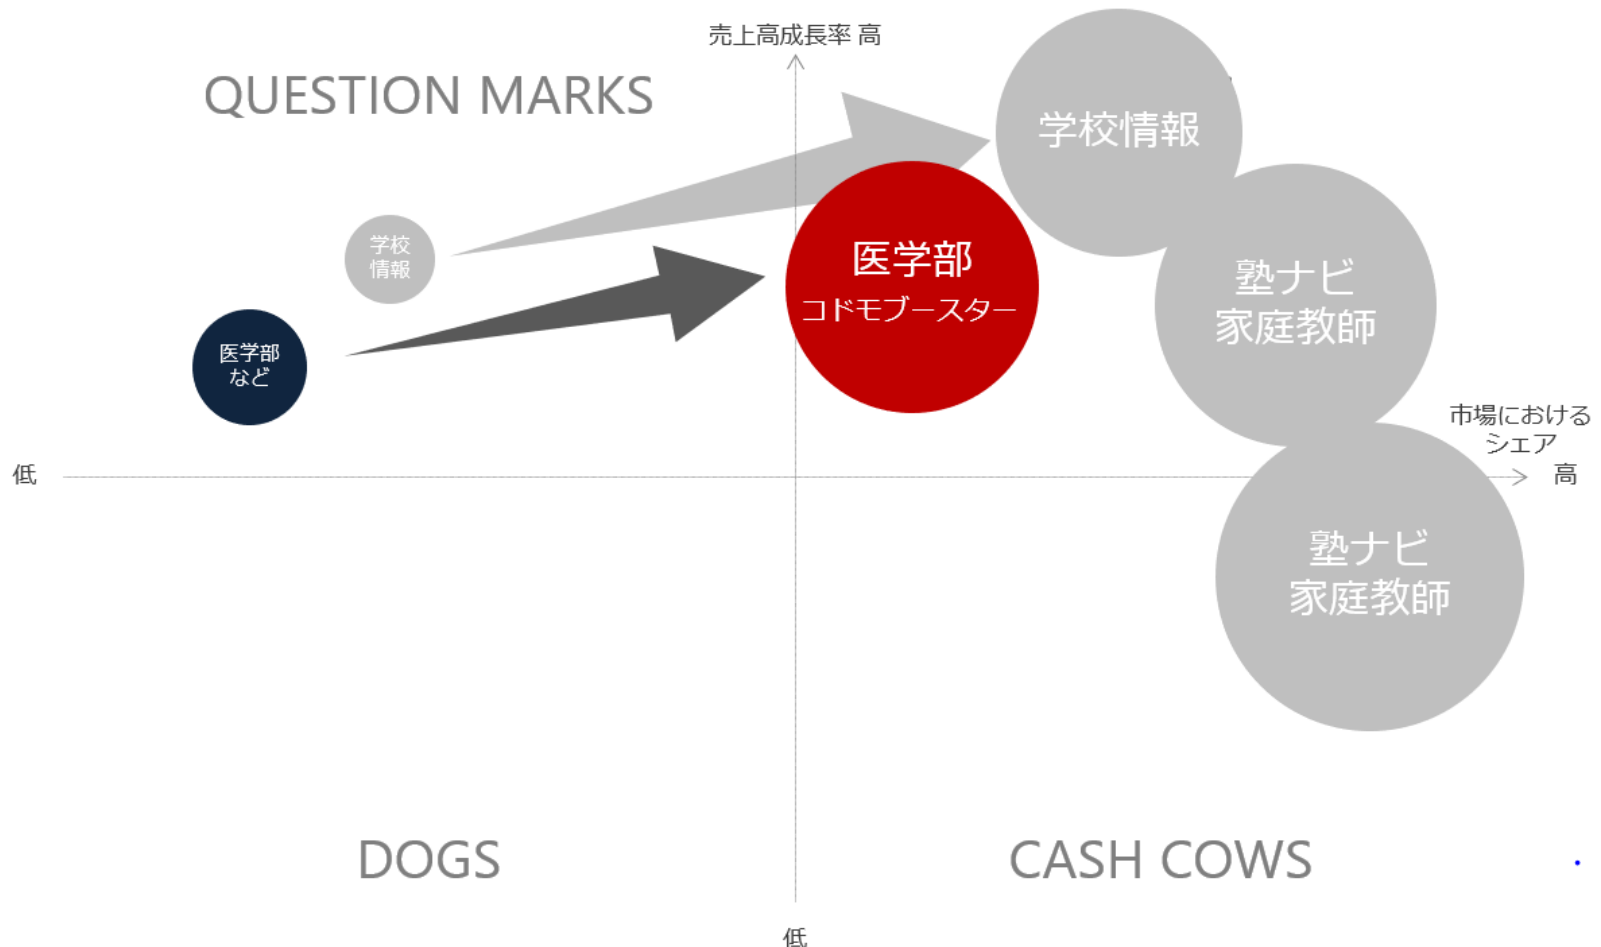 売上高成長率 高
QUESTION MARKS
学校情報
学校
情報
医学部
コドモブースター
塾ナビ
家庭教師
医学部
など
市場における
シェア
低
高
塾ナビ
家庭教師
DOGS
CASH COWS
低